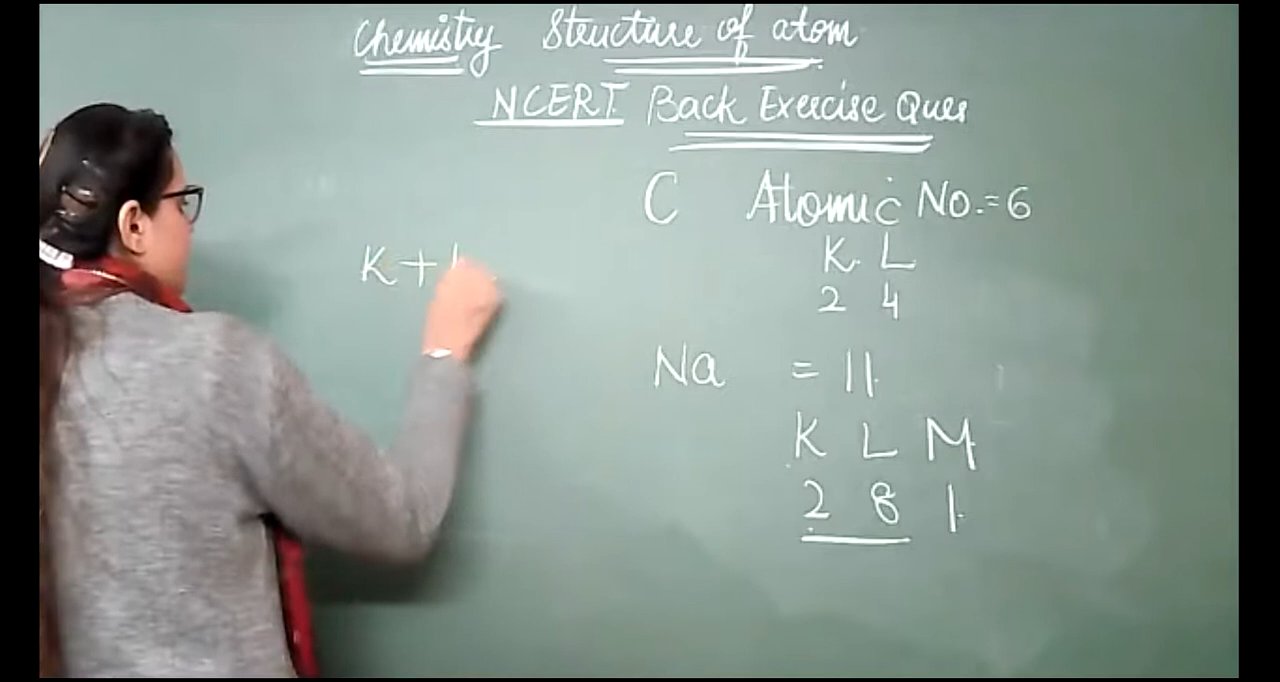 Chemistry Structure of atom
NCERT Back Exercise Ques
C Atomic No.=6
K L
2 4
K+
Na = 11
K L M
2 8 1